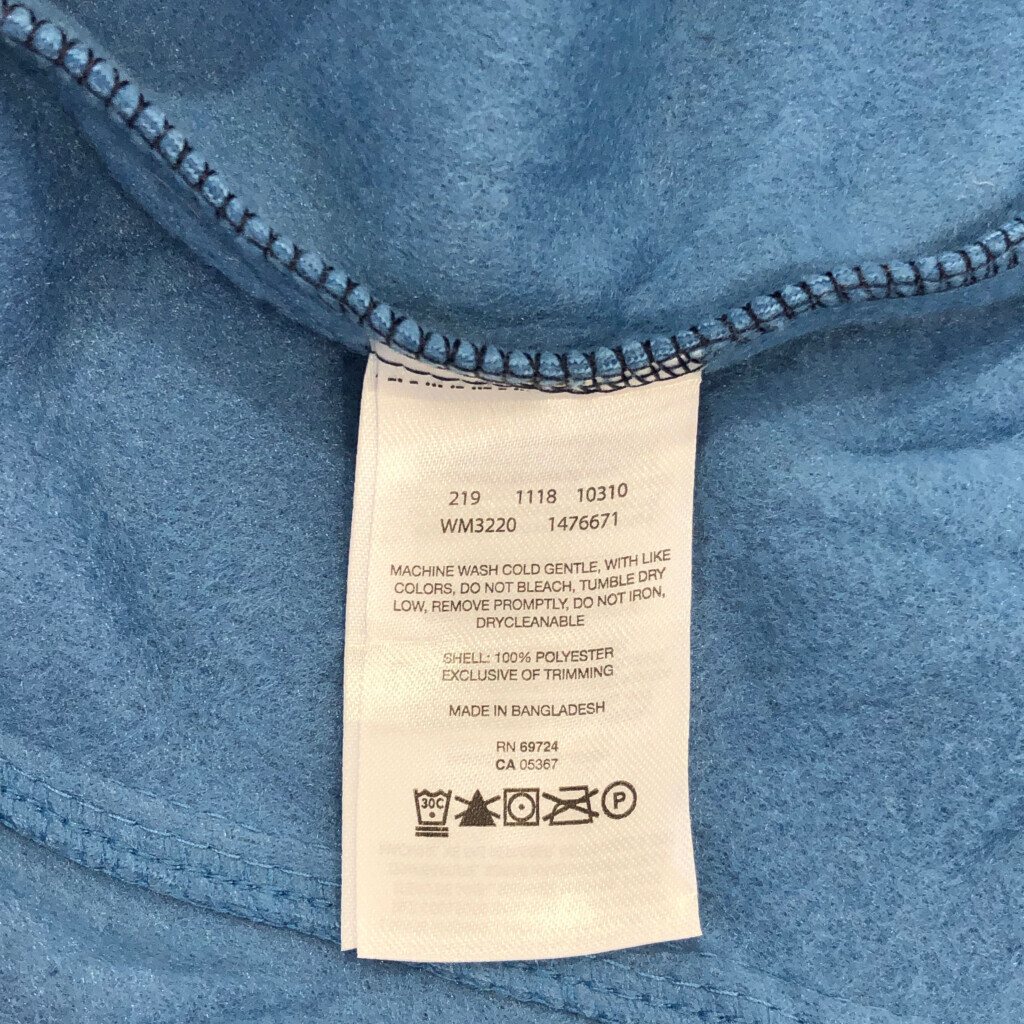 219 1118 10310
WM3220 1476671
MACHINE WASH COLD GENTLE, WITH LIKE
COLORS, DO NOT BLEACH, TUMBLE DRY
LOW, REMOVE PROMPTLY, DO NOT IRON,
DRYCLEANABLE
SHELL: 100% POLYESTER
EXCLUSIVE OF TRIMMING
MADE IN BANGLADESH
RN 69724
CA 05367
30C P